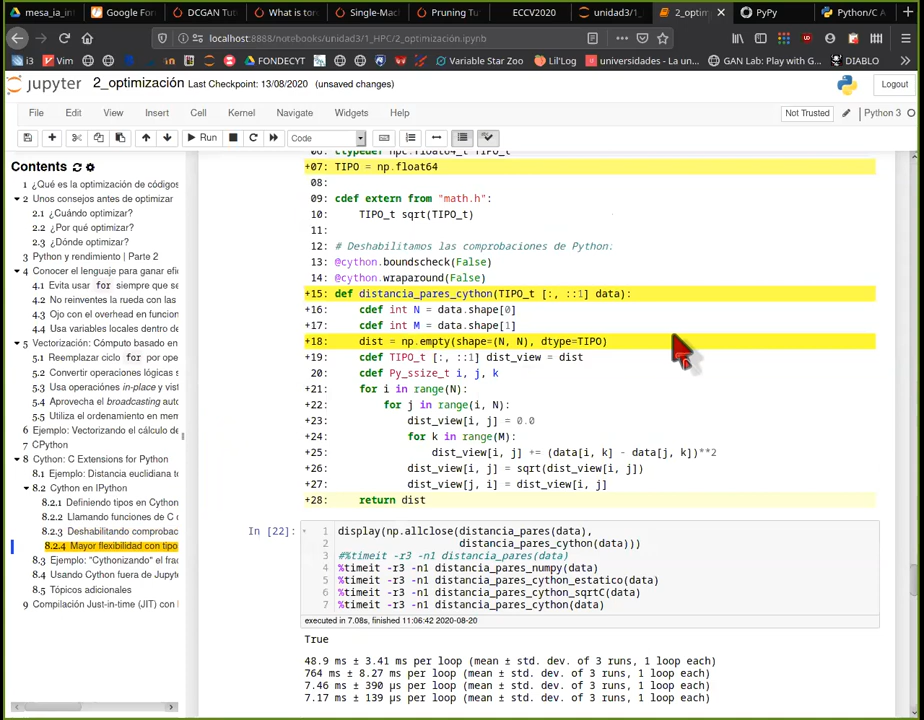 mesa_ia_in
Google Fon
DCGAN Tu
What is tor
Single-Mac
Pruning Tu
ECCV2020
unidad3/1_
2_optim
PyPy
Python/C A
localhost:8888/notebooks/unidad3/1_HPC/2_optimización.ipynb
i3
Vim
FONDECYT
Variable Star Zoo
Lil'Log
universidades - La un...
GAN Lab: Play with G...
DIABLO
jupyter 2_optimización Last Checkpoint: 13/08/2020 (unsaved changes)
Logout
File Edit View Insert Cell Kernel Navigate Widgets Help
Not Trusted
Python 3
Run
Code
Contents
1 ¿Qué es la optimización de códigos
2 Unos consejos antes de optimizar
2.1 ¿Cuándo optimizar?
2.2 ¿Por qué optimizar?
2.3 ¿Dónde optimizar?
3 Python y rendimiento | Parte 2
4 Conocer el lenguaje para ganar efic
4.1 Evita usar for siempre que se
4.2 No reinventes la rueda con las
4.3 Ojo con el overhead en funcion
4.4 Usa variables locales dentro de
5 Vectorización: Cómputo basado en
5.1 Reemplazar ciclo for por ope
5.2 Convertir operaciones lógicas s
5.3 Usa operaciónes in-place y vist
5.4 Aprovecha el broadcasting auto
5.5 Utiliza el ordenamiento en mem
6 Ejemplo: Vectorizando el cálculo de
7 CPython
8 Cython: C Extensions for Python
8.1 Ejemplo: Distancia euclidiana to
8.2 Cython en IPython
8.2.1 Definiendo tipos en Cython
8.2.2 Llamando funciones de C d
8.2.3 Deshabilitando comprobac
8.2.4 Mayor flexibilidad con tipo
8.3 Ejemplo: "Cythonizando" el frac
8.4 Usando Cython fuera de Jupyte
8.5 Tópicos adicionales
9 Compilación Just-in-time (JIT) con
06: ctypedef npc.float64_t TIPO_t
+07: TIPO = np.float64
08:
09: cdef extern from "math.h":
10:     TIPO_t sqrt(TIPO_t)
11:
12: # Deshabilitamos las comprobaciones de Python:
13: @cython.boundscheck(False)
14: @cython.wraparound(False)
+15: def distancia_pares_cython(TIPO_t [:, ::1] data):
+16:     cdef int N = data.shape[0]
+17:     cdef int M = data.shape[1]
+18:     dist = np.empty(shape=(N, N), dtype=TIPO)
+19:     cdef TIPO_t [:, ::1] dist_view = dist
20:     cdef Py_ssize_t i, j, k
+21:     for i in range(N):
+22:         for j in range(i, N):
+23:             dist_view[i, j] = 0.0
+24:             for k in range(M):
+25:                 dist_view[i, j] += (data[i, k] - data[j, k])**2
+26:             dist_view[i, j] = sqrt(dist_view[i, j])
+27:             dist_view[j, i] = dist_view[i, j]
+28:     return dist
In [22]:
1 display(np.allclose(distancia_pares(data),
2                     distancia_pares_cython(data)))
3 #%timeit -r3 -n1 distancia_pares(data)
4 %timeit -r3 -n1 distancia_pares_numpy(data)
5 %timeit -r3 -n1 distancia_pares_cython_estatico(data)
6 %timeit -r3 -n1 distancia_pares_cython_sqrtC(data)
7 %timeit -r3 -n1 distancia_pares_cython(data)
executed in 7.08s, finished 11:06:42 2020-08-20
True
48.9 ms ± 3.41 ms per loop (mean ± std. dev. of 3 runs, 1 loop each)
764 ms ± 8.27 ms per loop (mean ± std. dev. of 3 runs, 1 loop each)
7.46 ms ± 390 µs per loop (mean ± std. dev. of 3 runs, 1 loop each)
7.17 ms ± 139 µs per loop (mean ± std. dev. of 3 runs, 1 loop each)